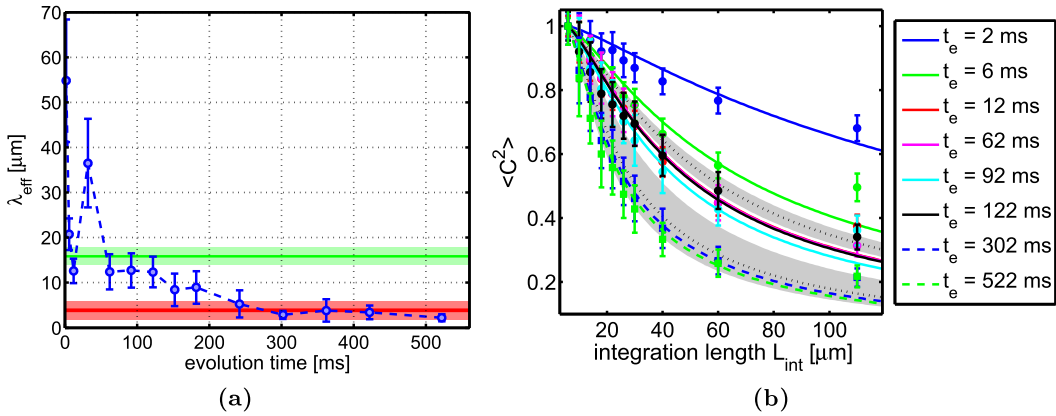 70
60
50
40
30
20
10
0
λeff [μm]
0 100 200 300 400 500
evolution time [ms]
(a)
1
0.8
0.6
0.4
0.2
<C²>
20 40 60 80 100
integration length Lint [μm]
(b)
te = 2 ms
te = 6 ms
te = 12 ms
te = 62 ms
te = 92 ms
te = 122 ms
te = 302 ms
te = 522 ms